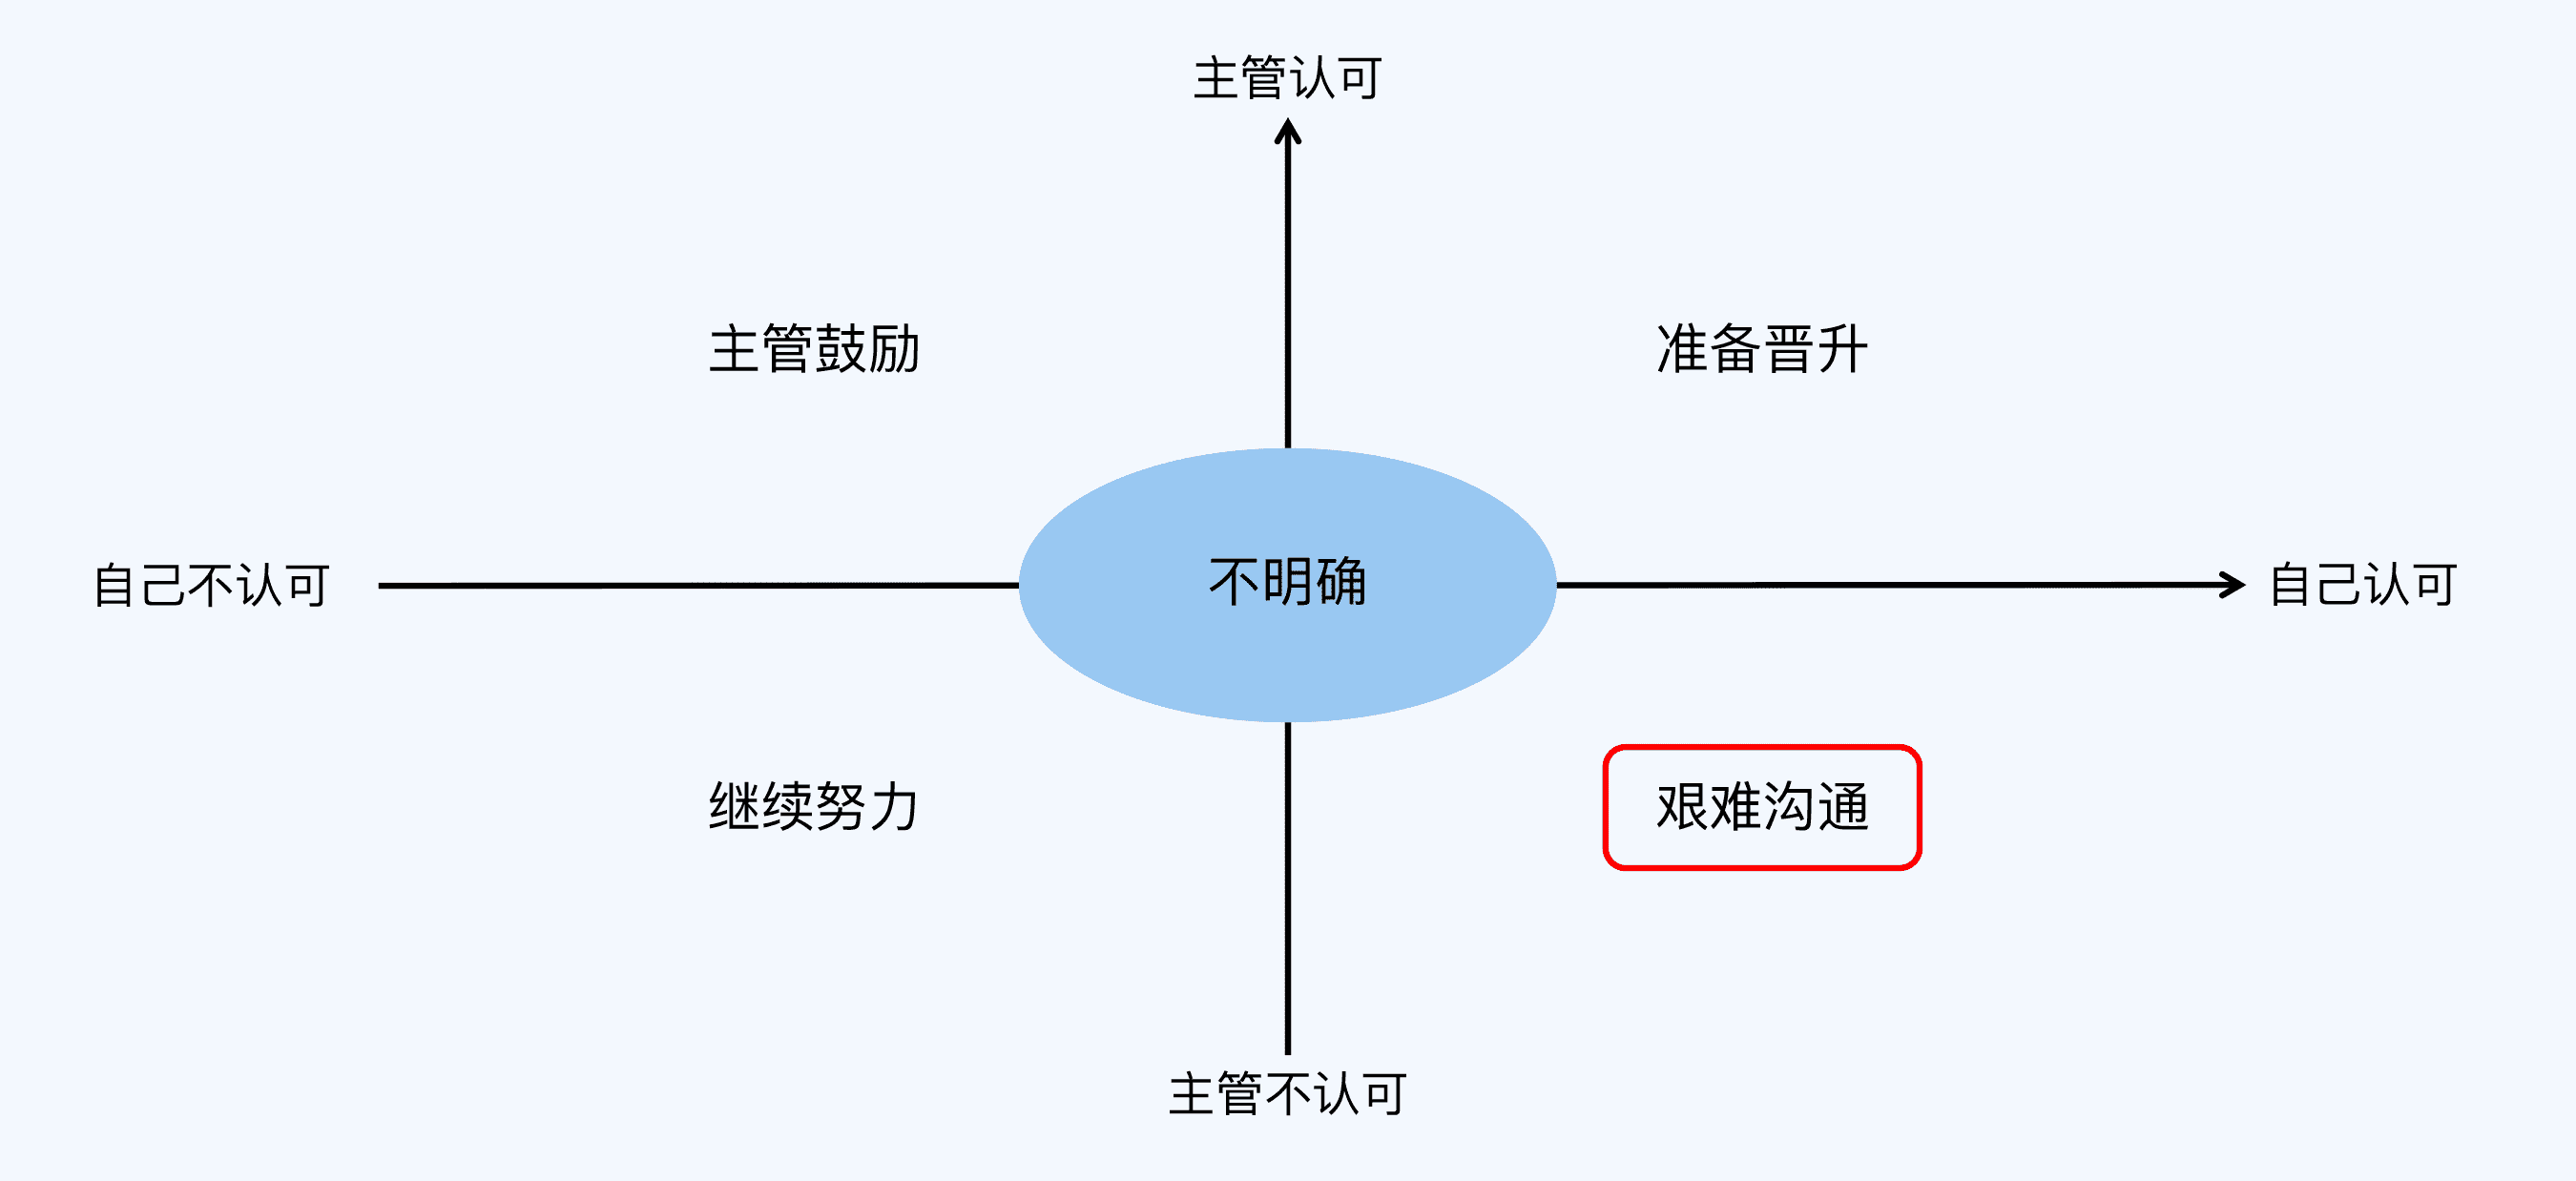 主管认可
主管鼓励
准备晋升
自己不认可
不明确
自己认可
继续努力
艰难沟通
主管不认可